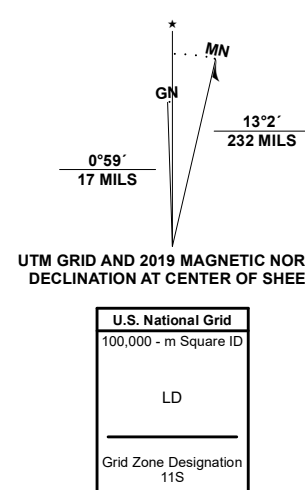 ★
MN
GN
13°2´
232 MILS
0°59´
17 MILS
UTM GRID AND 2019 MAGNETIC NOR
DECLINATION AT CENTER OF SHEE
U.S. National Grid
100,000 - m Square ID
LD
Grid Zone Designation
11S